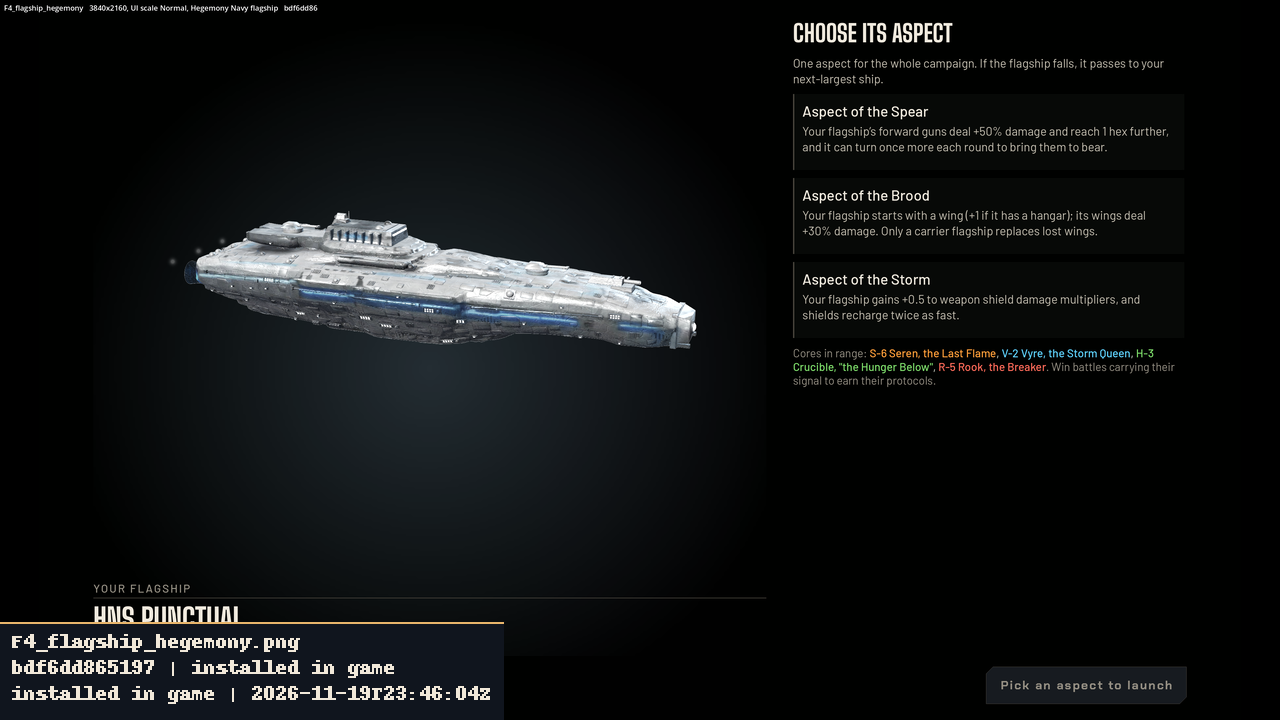 F4_flagship_hegemony 3840x2160, UI scale Normal, Hegemony Navy flagship bdf6dd86
CHOOSE ITS ASPECT
One aspect for the whole campaign. If the flagship falls, it passes to your
next-largest ship.
Aspect of the Spear
Your flagship's forward guns deal +50% damage and reach 1 hex further,
and it can turn once more each round to bring them to bear.
Aspect of the Brood
Your flagship starts with a wing (+1 if it has a hangar); its wings deal
+30% damage. Only a carrier flagship replaces lost wings.
Aspect of the Storm
Your flagship gains +0.5 to weapon shield damage multipliers, and
shields recharge twice as fast.
Cores in range: S-6 Seren, the Last Flame, V-2 Vyre, the Storm Queen, H-3
Crucible, "the Hunger Below", R-5 Rook, the Breaker. Win battles carrying their
signal to earn their protocols.
YOUR FLAGSHIP
HNS PUNCTUAL
F4_flagship_hegemony.png
bdf6dd865197 | installed in game
installed in game | 2026-11-19T23:46:04Z
Pick an aspect to launch